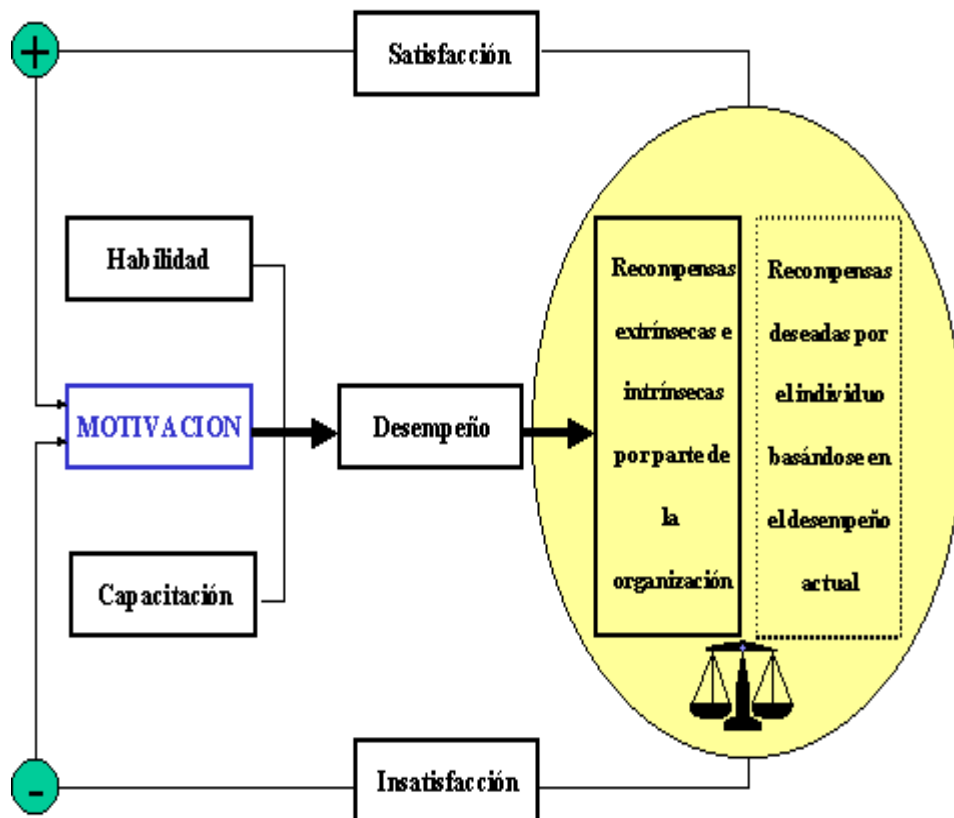 +
Satisfacción
Habilidad
MOTIVACION
Capacitación
Desempeño
Recompensas
extrínsecas e
intrínsecas
por parte de
la
organización
Recompensas
deseadas por
el individuo
basándose en
el desempeño
actual
-
Insatisfacción